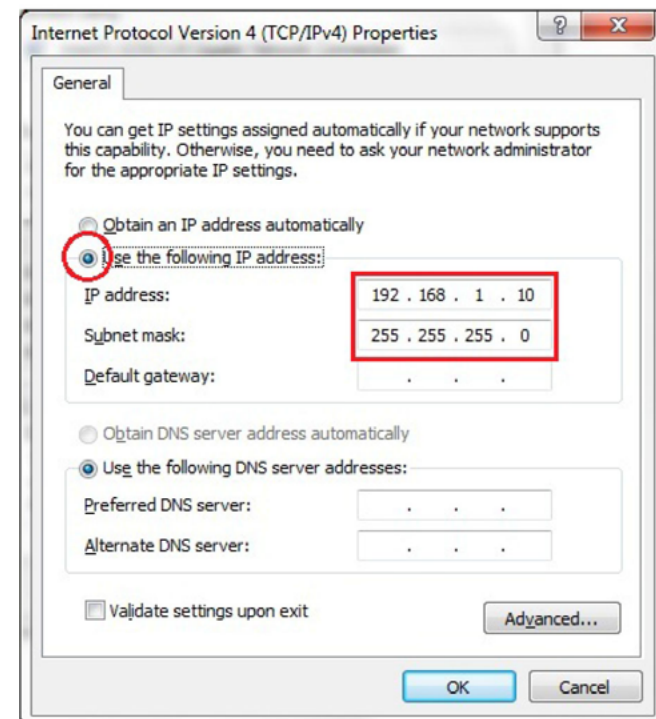 Internet Protocol Version 4 (TCP/IPv4) Properties
? X
General
You can get IP settings assigned automatically if your network supports
this capability. Otherwise, you need to ask your network administrator
for the appropriate IP settings.
Obtain an IP address automatically
Use the following IP address:
IP address: 192 . 168 . 1 . 10
Subnet mask: 255 . 255 . 255 . 0
Default gateway: . . .
Obtain DNS server address automatically
Use the following DNS server addresses:
Preferred DNS server: . . .
Alternate DNS server: . . .
Validate settings upon exit
Advanced...
OK Cancel